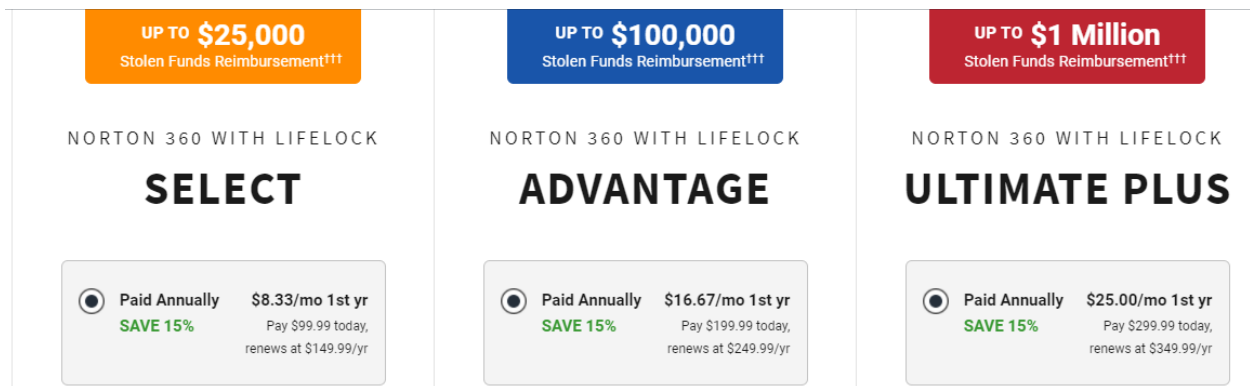 UP TO $25,000
Stolen Funds Reimbursement†††
NORTON 360 WITH LIFELOCK
SELECT
Paid Annually $8.33/mo 1st yr
SAVE 15% Pay $99.99 today,
renews at $149.99/yr
UP TO $100,000
Stolen Funds Reimbursement†††
NORTON 360 WITH LIFELOCK
ADVANTAGE
Paid Annually $16.67/mo 1st yr
SAVE 15% Pay $199.99 today,
renews at $249.99/yr
UP TO $1 Million
Stolen Funds Reimbursement†††
NORTON 360 WITH LIFELOCK
ULTIMATE PLUS
Paid Annually $25.00/mo 1st yr
SAVE 15% Pay $299.99 today,
renews at $349.99/yr